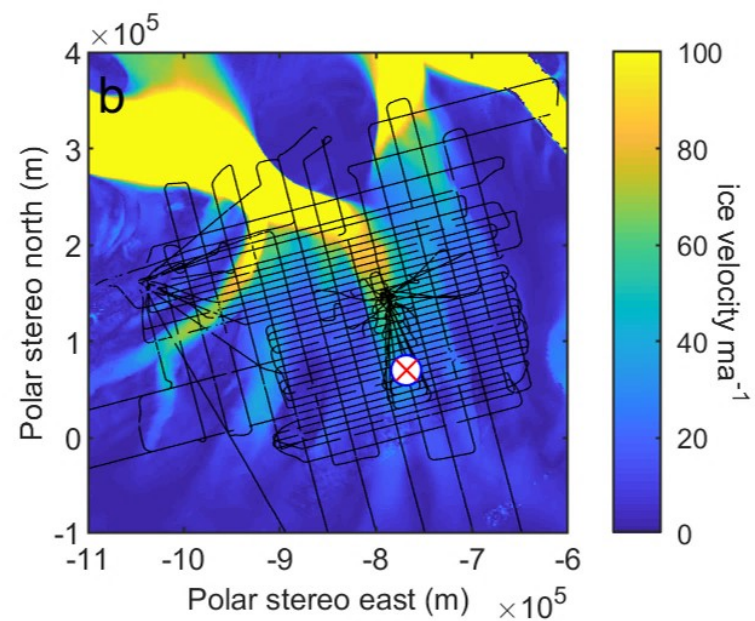 ×10⁵
b
4
3
2
1
0
-1
Polar stereo north (m)
-11 -10 -9 -8 -7 -6
Polar stereo east (m) ×10⁵
100
80
60
40
20
0
ice velocity ma⁻¹